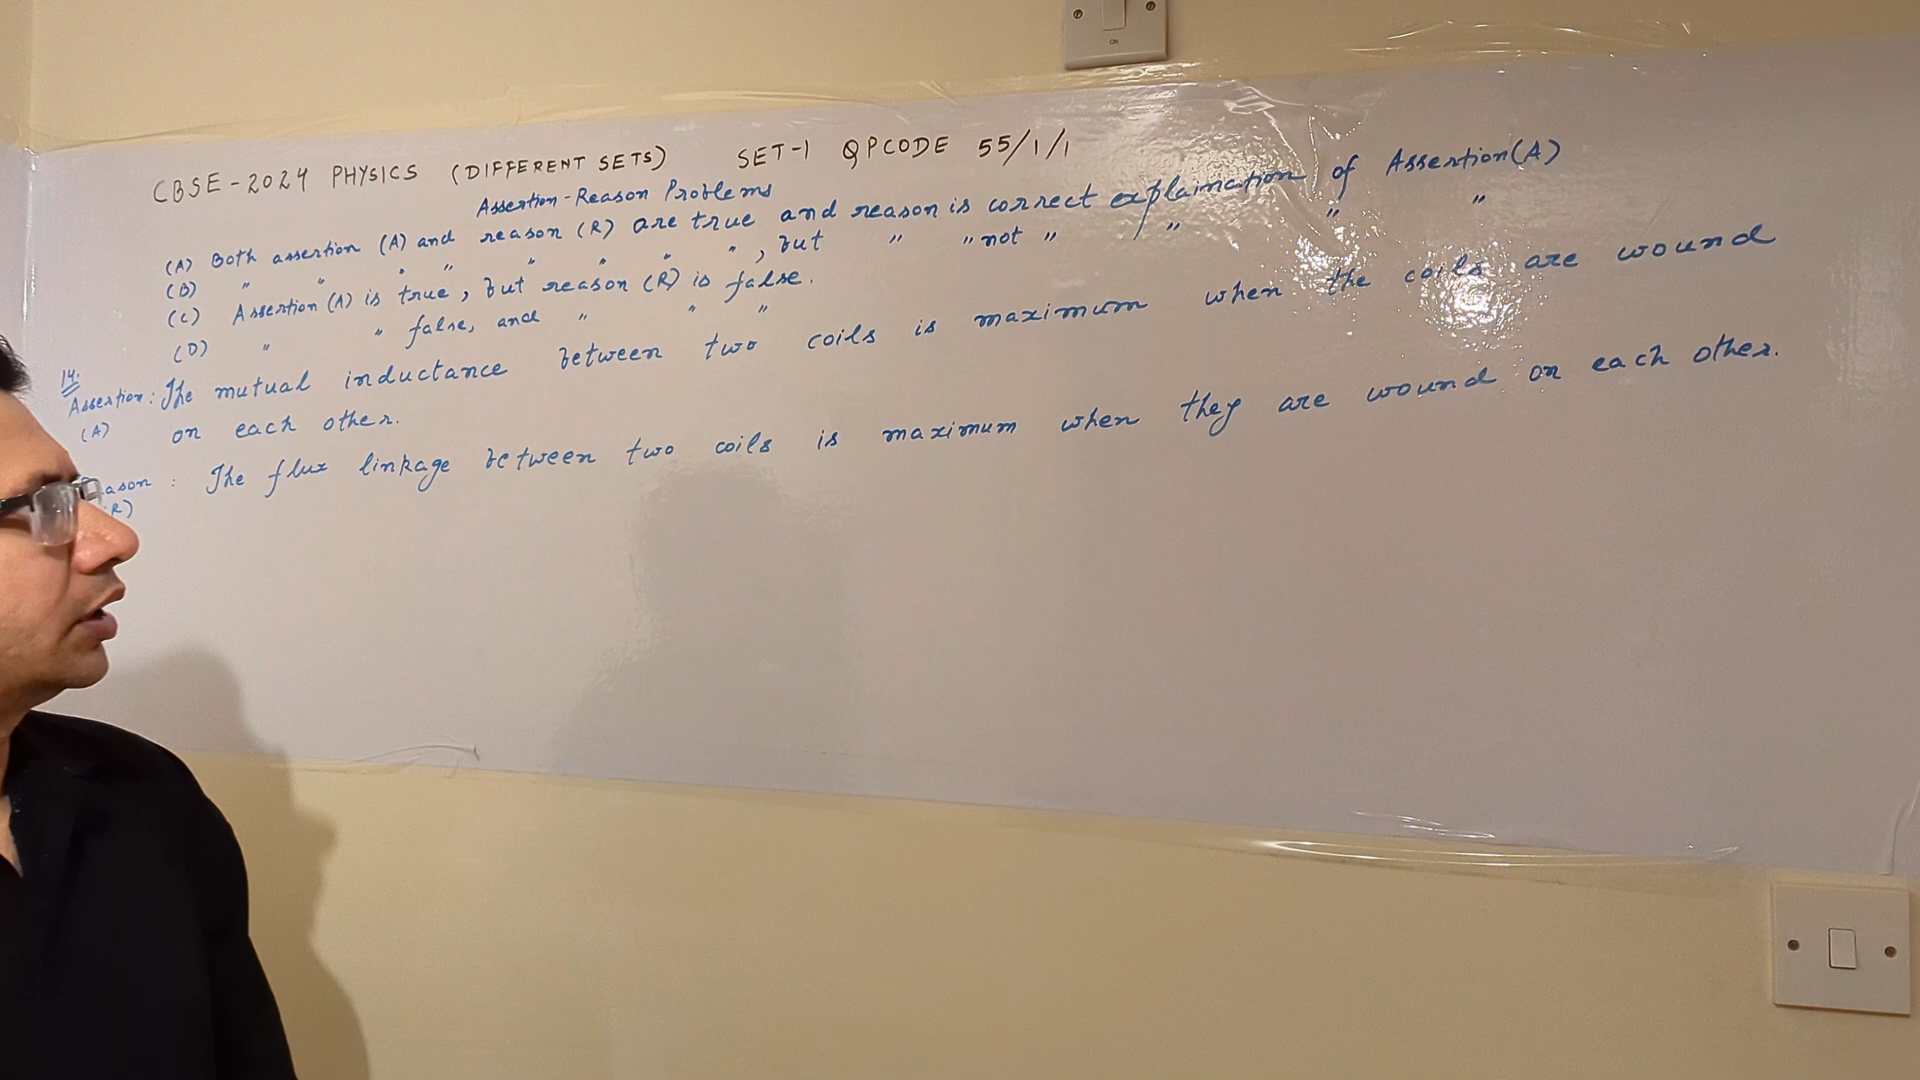 CBSE-2024 PHYSICS (DIFFERENT SETS) SET-1 QPCODE 55/1/1
Assertion-Reason Problems
(A) Both assertion (A) and reason (R) are true and reason is correct explaination of Assertion(A)
(B) " " " " " " " ", but " " not " " " "
(C) Assertion (A) is true, but reason (R) is false.
(D) " " false, and " " "
14.
Assertion: The mutual inductance between two coils is maximum when the coils are wound
(A) on each other.
ason : The flux linkage between two coils is maximum when they are wound on each other.
R)